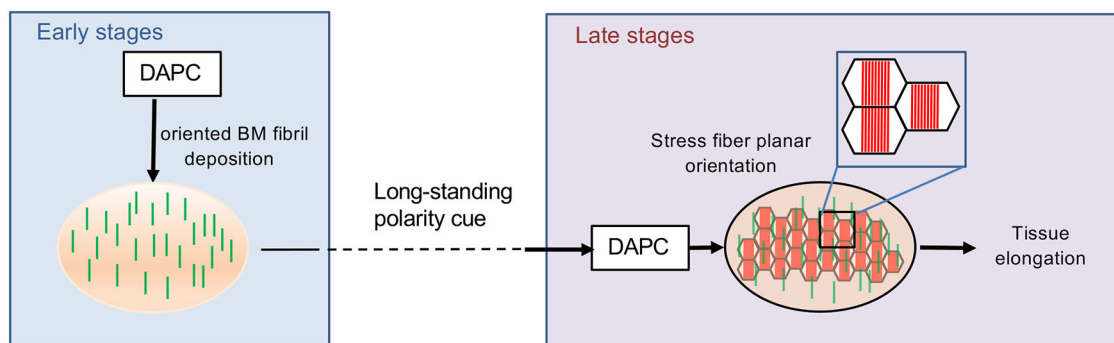 Early stages
DAPC
oriented BM fibril
deposition
Long-standing
polarity cue
Late stages
Stress fiber planar
orientation
DAPC
Tissue
elongation